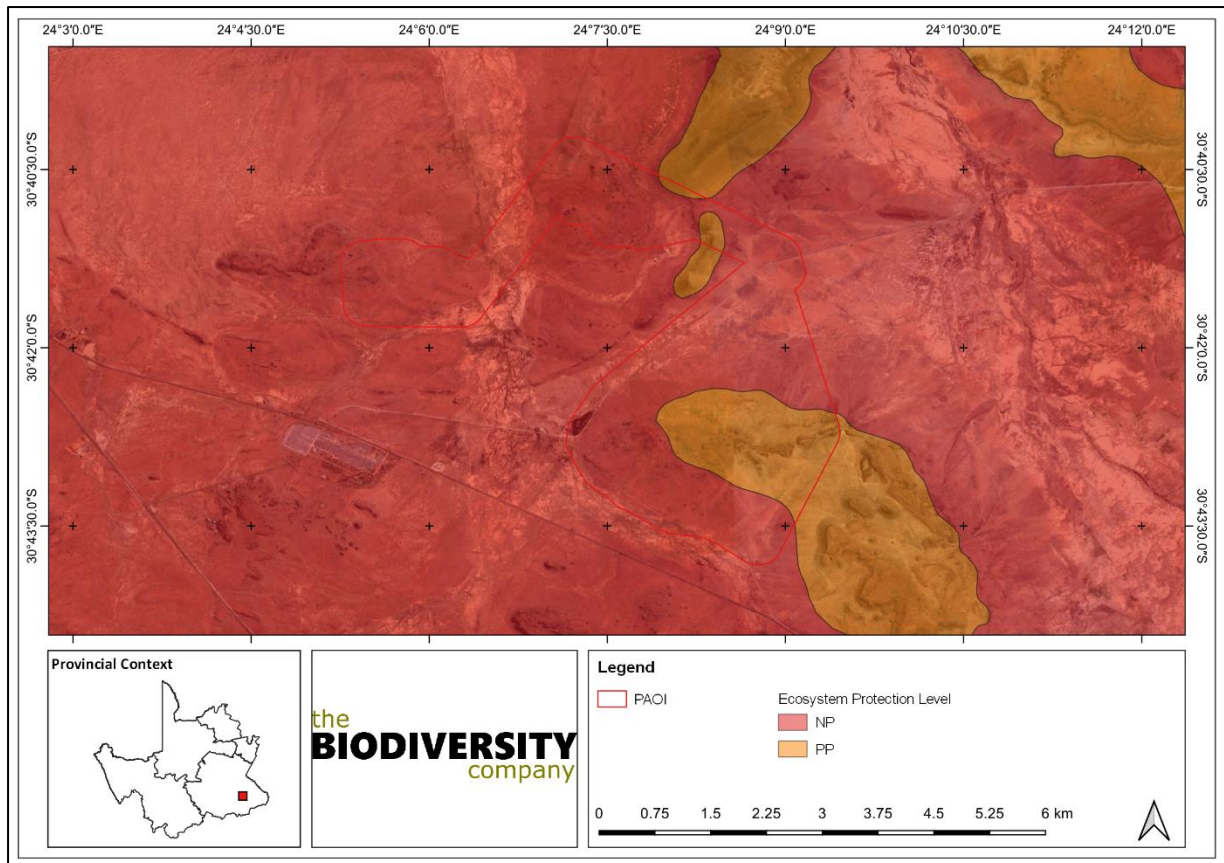 24°3'0.0"E 24°4'30.0"E 24°6'0.0"E 24°7'30.0"E 24°9'0.0"E 24°10'30.0"E 24°12'0.0"E
30°40'30.0"S 30°40'30.0"S
30°42'0.0"S 30°42'0.0"S
30°43'30.0"S 30°43'30.0"S
Provincial Context
the
BIODIVERSITY
company
Legend
PAOI
Ecosystem Protection Level
NP
PP
0 0.75 1.5 2.25 3 3.75 4.5 5.25 6 km